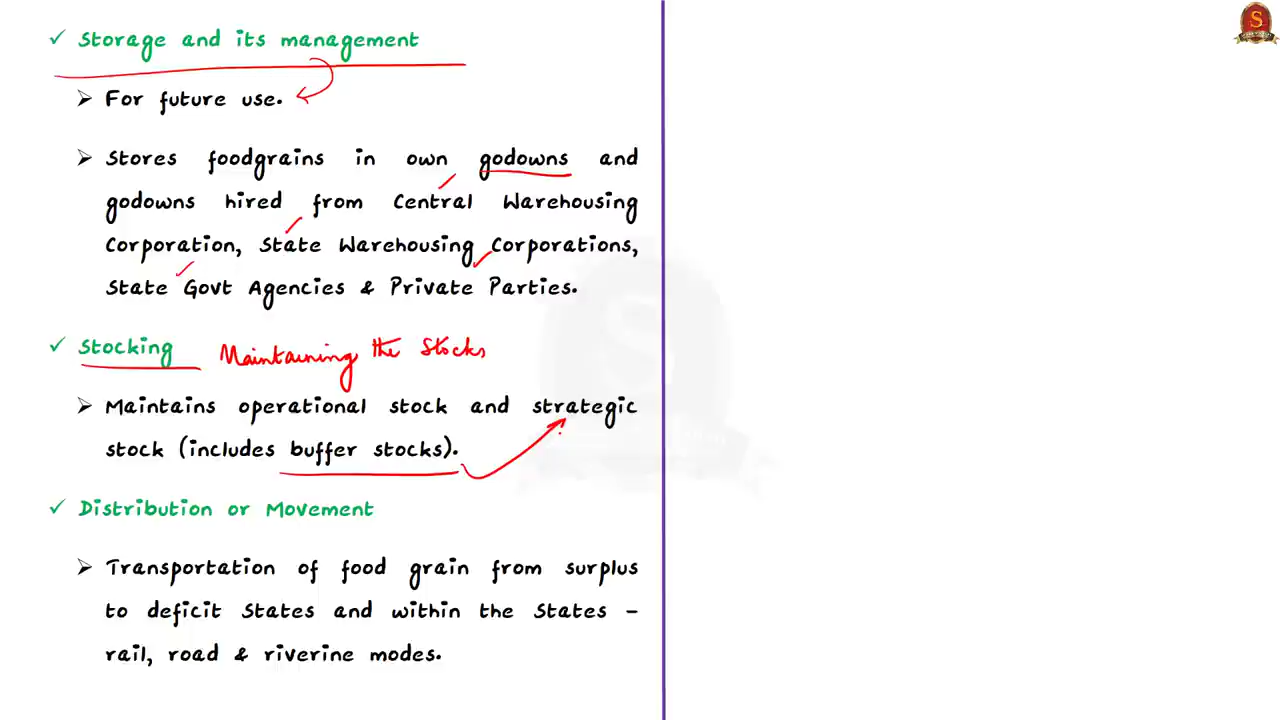 ✓ Storage and its management
➢ For future use.
➢ Stores foodgrains in own godowns and
godowns hired from Central Warehousing
Corporation, State Warehousing Corporations,
State Govt Agencies & Private Parties.
✓ Stocking Maintaining the Stocks
➢ Maintains operational stock and strategic
stock (includes buffer stocks).
✓ Distribution or Movement
➢ Transportation of food grain from surplus
to deficit States and within the States -
rail, road & riverine modes.